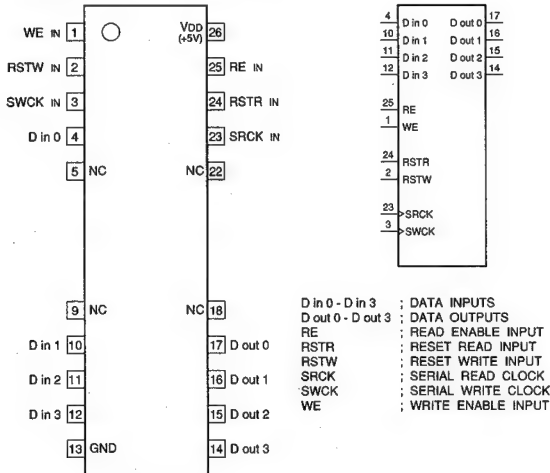 WE IN 1
VDD (+5V) 26
RSTW IN 2
25 RE IN
SWCK IN 3
24 RSTR IN
D in 0 4
23 SRCK IN
5 NC
NC 22
9 NC
NC 18
D in 1 10
17 D out 0
D in 2 11
16 D out 1
D in 3 12
15 D out 2
13 GND
14 D out 3
4 D in 0 D out 0 17
10 D in 1 D out 1 16
11 D in 2 D out 2 15
12 D in 3 D out 3 14
25 RE
1 WE
24 RSTR
2 RSTW
23 SRCK
3 SWCK
D in 0 - D in 3 ; DATA INPUTS
D out 0 - D out 3 ; DATA OUTPUTS
RE ; READ ENABLE INPUT
RSTR ; RESET READ INPUT
RSTW ; RESET WRITE INPUT
SRCK ; SERIAL READ CLOCK
SWCK ; SERIAL WRITE CLOCK
WE ; WRITE ENABLE INPUT